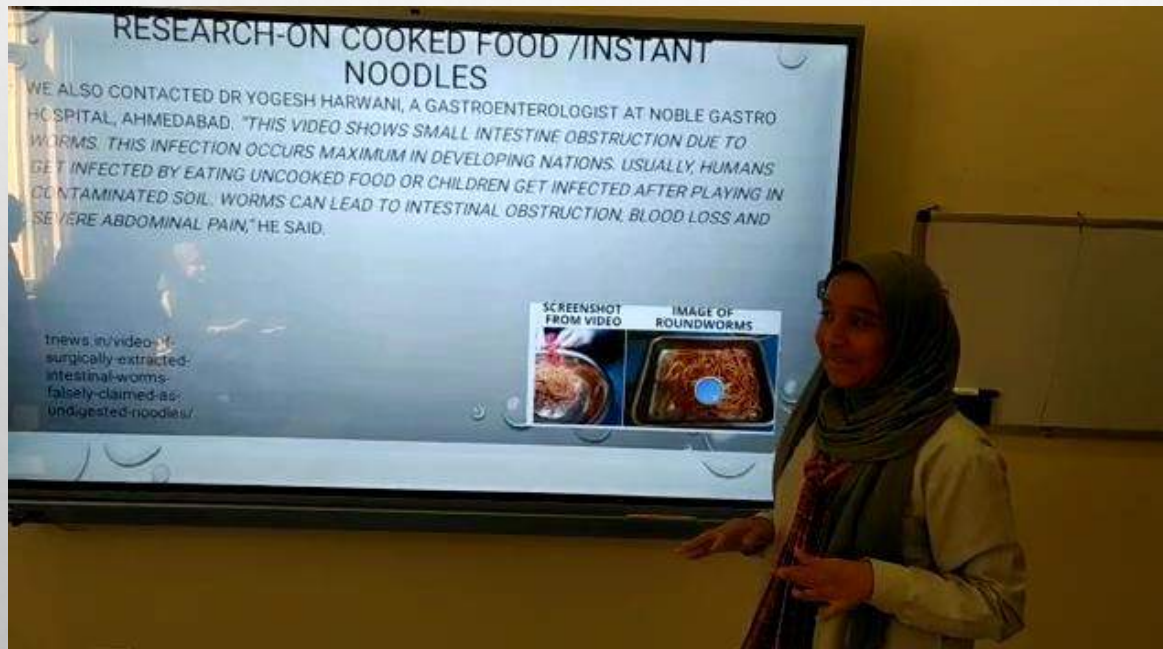 RESEARCH-ON COOKED FOOD /INSTANT
NOODLES
WE ALSO CONTACTED DR YOGESH HARWANI, A GASTROENTEROLOGIST AT NOBLE GASTRO
HOSPITAL, AHMEDABAD. "THIS VIDEO SHOWS SMALL INTESTINE OBSTRUCTION DUE TO
WORMS. THIS INFECTION OCCURS MAXIMUM IN DEVELOPING NATIONS. USUALLY, HUMANS
GET INFECTED BY EATING UNCOOKED FOOD OR CHILDREN GET INFECTED AFTER PLAYING IN
CONTAMINATED SOIL. WORMS CAN LEAD TO INTESTINAL OBSTRUCTION, BLOOD LOSS AND
SEVERE ABDOMINAL PAIN," HE SAID.
SCREENSHOT
FROM VIDEO
IMAGE OF
ROUNDWORMS
tnews.in/video-of-
surgically-extracted-
intestinal-worms-
falsely-claimed-as-
undigested-noodles/